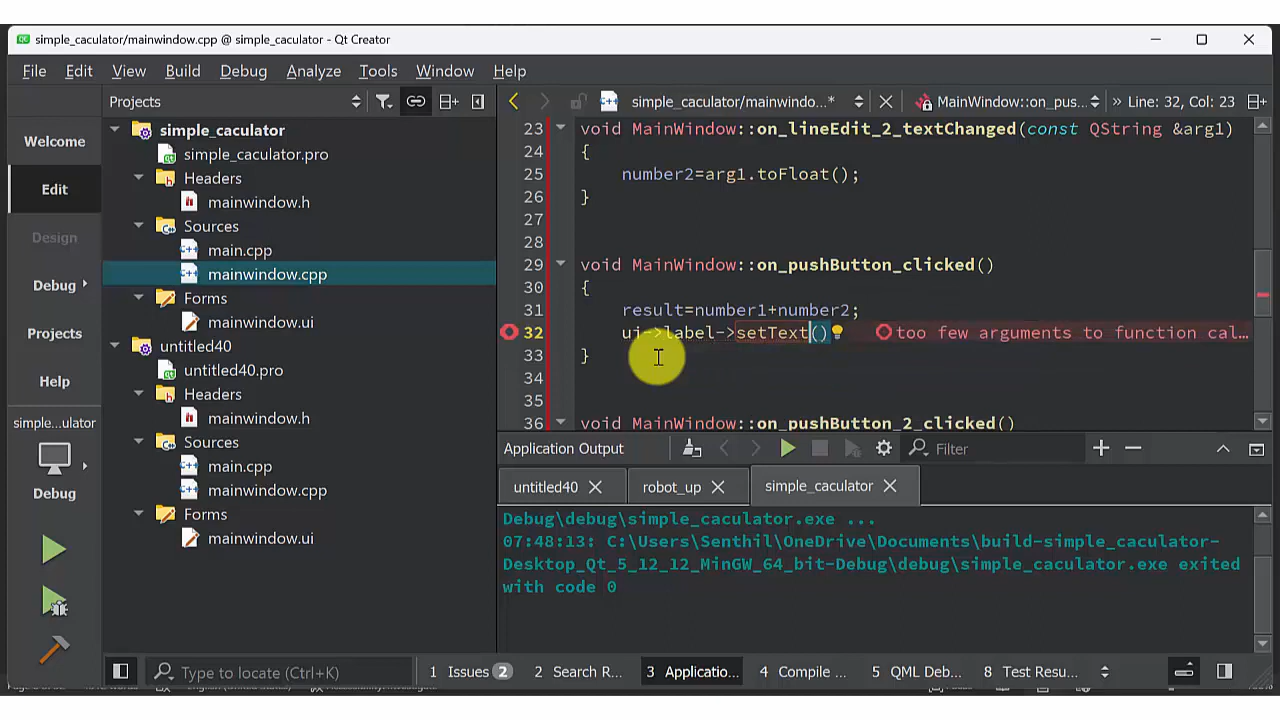 simple_caculator/mainwindow.cpp @ simple_caculator - Qt Creator
File Edit View Build Debug Analyze Tools Window Help
Projects
simple_caculator/mainwindo...*
MainWindow::on_pus...
» Line: 32, Col: 23
Welcome
Edit
Design
Debug
Projects
Help
simple...ulator
Debug
simple_caculator
simple_caculator.pro
Headers
mainwindow.h
Sources
main.cpp
mainwindow.cpp
Forms
mainwindow.ui
untitled40
untitled40.pro
Headers
mainwindow.h
Sources
main.cpp
mainwindow.cpp
Forms
mainwindow.ui
23 void MainWindow::on_lineEdit_2_textChanged(const QString &arg1)
24 {
25 number2=arg1.toFloat();
26 }
27
28
29 void MainWindow::on_pushButton_clicked()
30 {
31 result=number1+number2;
32 ui->label->setText() too few arguments to function cal...
33 }
34
35
36 void MainWindow::on_pushButton_2_clicked()
Application Output
Filter
untitled40
robot_up
simple_caculator
Debug\debug\simple_caculator.exe ...
07:48:13: C:\Users\Senthil\OneDrive\Documents\build-simple_caculator-
Desktop_Qt_5_12_12_MinGW_64_bit-Debug\debug\simple_caculator.exe exited
with code 0
Type to locate (Ctrl+K)
1 Issues 2
2 Search R...
3 Applicatio...
4 Compile ...
5 QML Deb...
8 Test Resu...